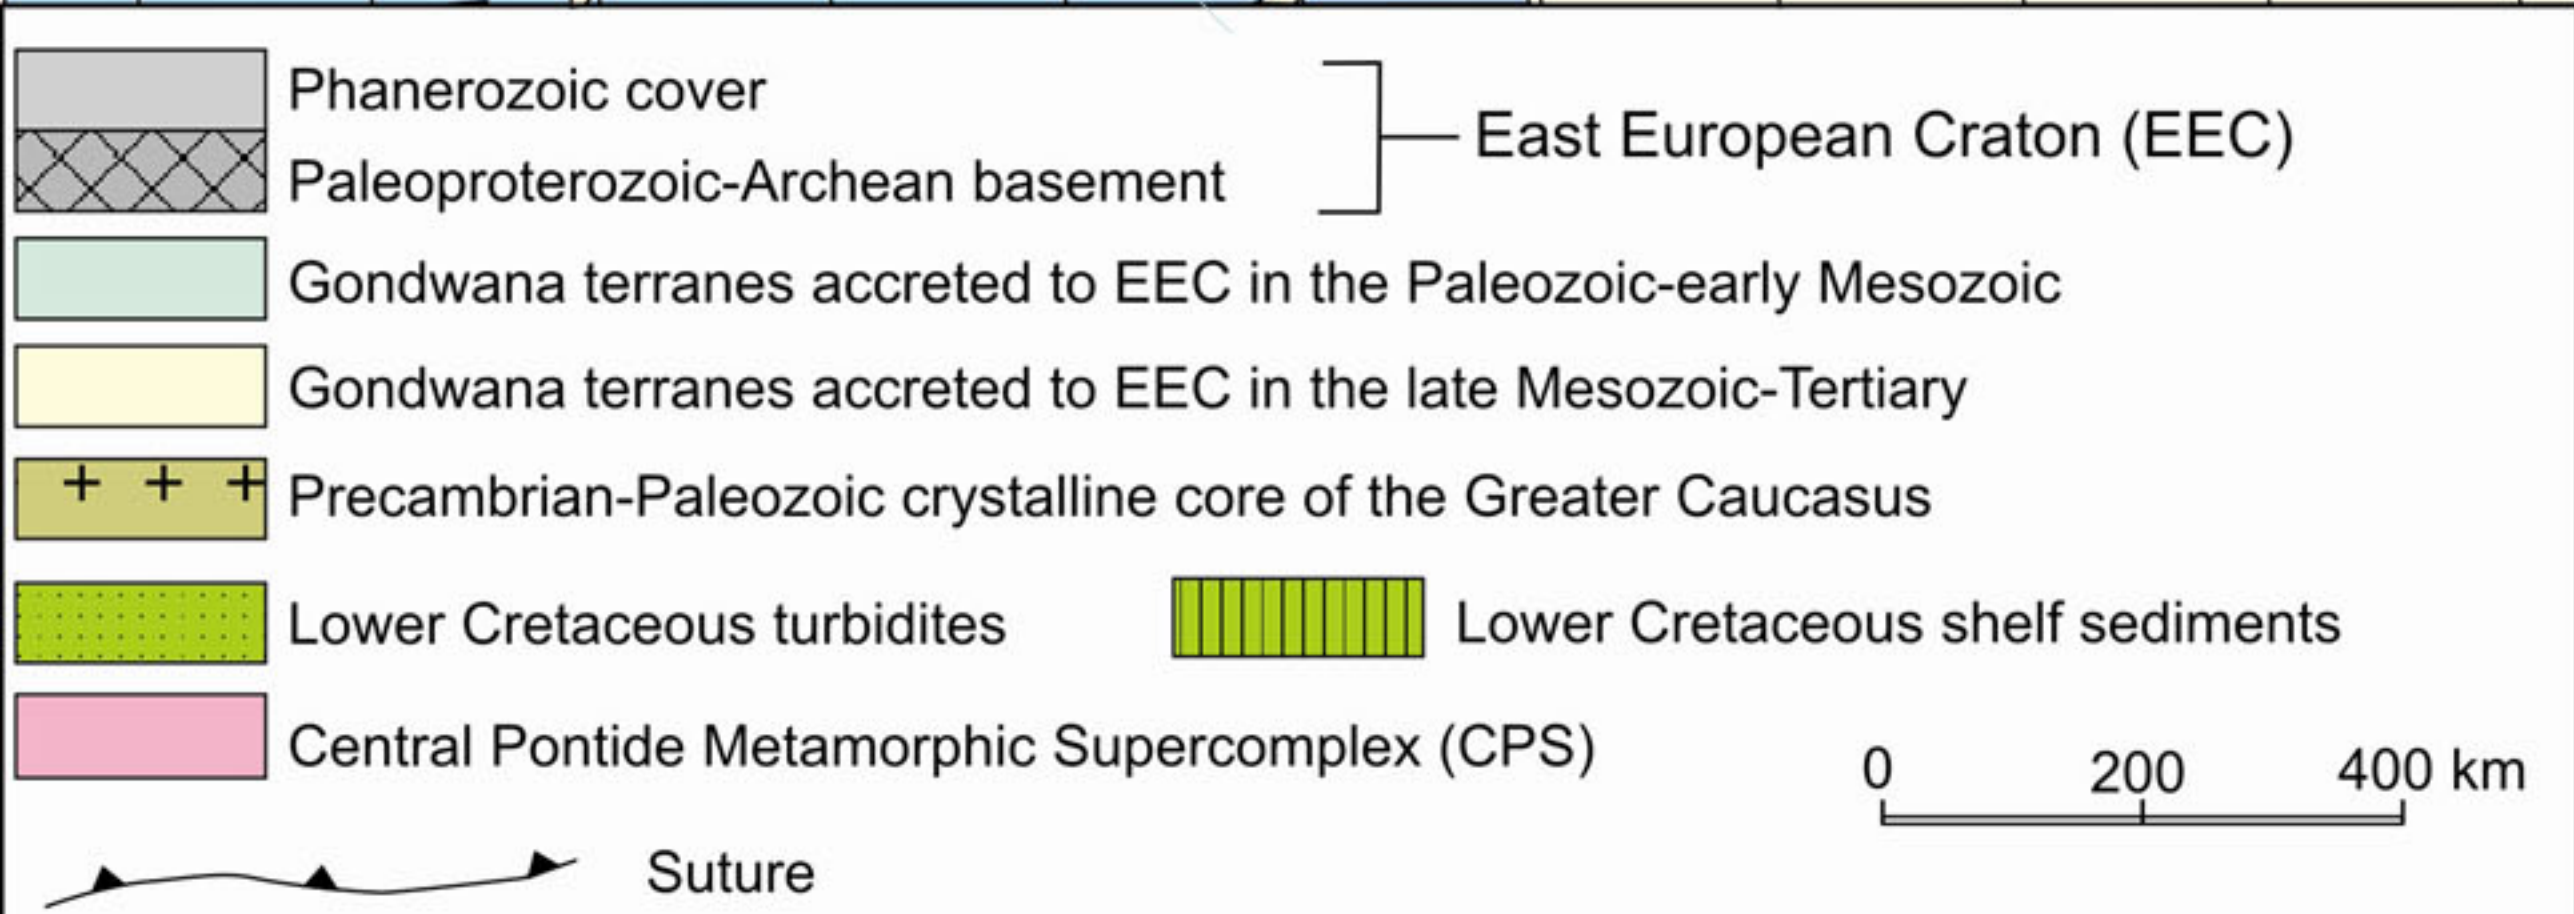 Phanerozoic cover
Paleoproterozoic-Archean basement
East European Craton (EEC)
Gondwana terranes accreted to EEC in the Paleozoic-early Mesozoic
Gondwana terranes accreted to EEC in the late Mesozoic-Tertiary
Precambrian-Paleozoic crystalline core of the Greater Caucasus
Lower Cretaceous turbidites
Lower Cretaceous shelf sediments
Central Pontide Metamorphic Supercomplex (CPS)
0 200 400 km
Suture